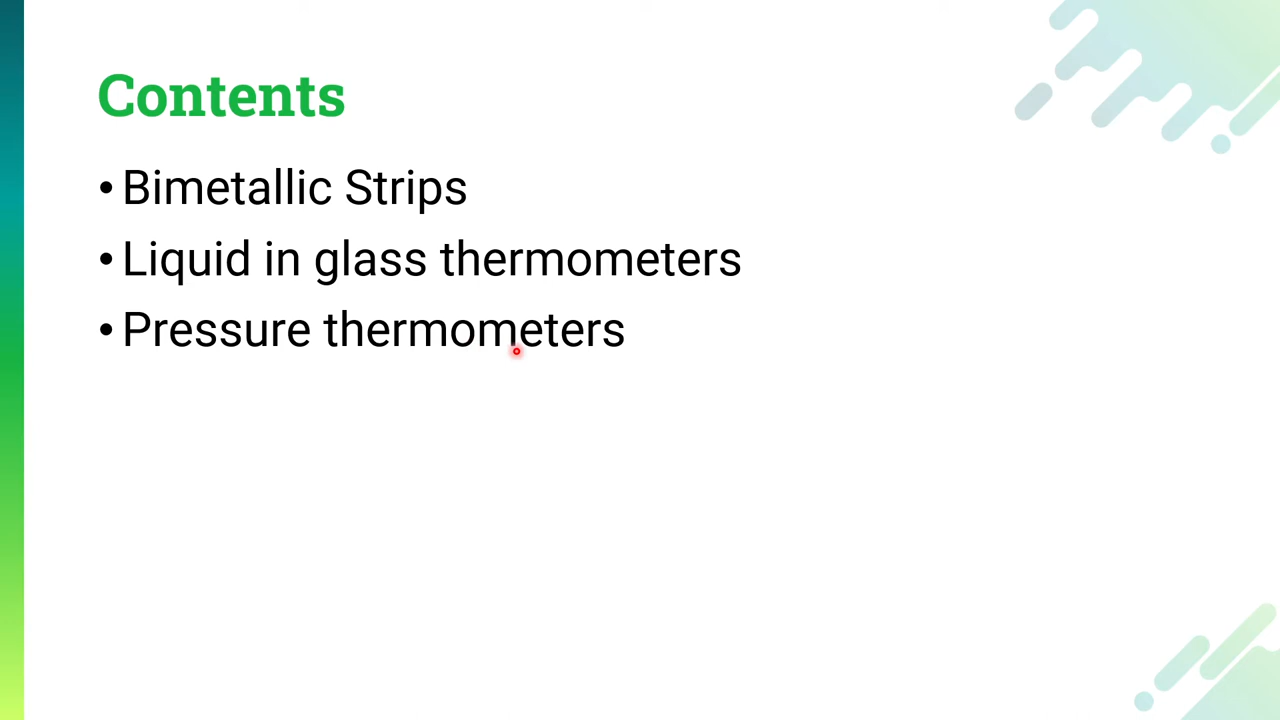 Contents
• Bimetallic Strips
• Liquid in glass thermometers
• Pressure thermometers